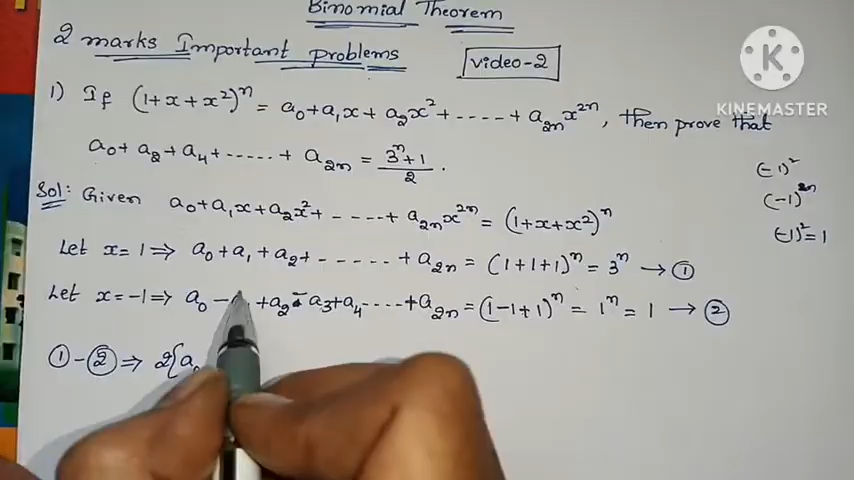 Binomial Theorem
2 marks Important problems
video-2
K
KINEMASTER
1) If (1+x+x²)ⁿ = a₀+a₁x+a₂x²+-----+a₂ₙx²ⁿ, then prove that
a₀+a₂+a₄+-----+a₂ₙ = (3ⁿ+1)/2.
(-1)²
(-1)²ⁿ
(-1)²=1
Sol: Given a₀+a₁x+a₂x²+-----+a₂ₙx²ⁿ = (1+x+x²)ⁿ
Let x=1 ⇒ a₀+a₁+a₂+------+a₂ₙ = (1+1+1)ⁿ = 3ⁿ → ①
Let x=-1 ⇒ a₀- +a₂-a₃+a₄----+a₂ₙ = (1-1+1)ⁿ = 1ⁿ = 1 → ②
①-② ⇒ 2{a₀